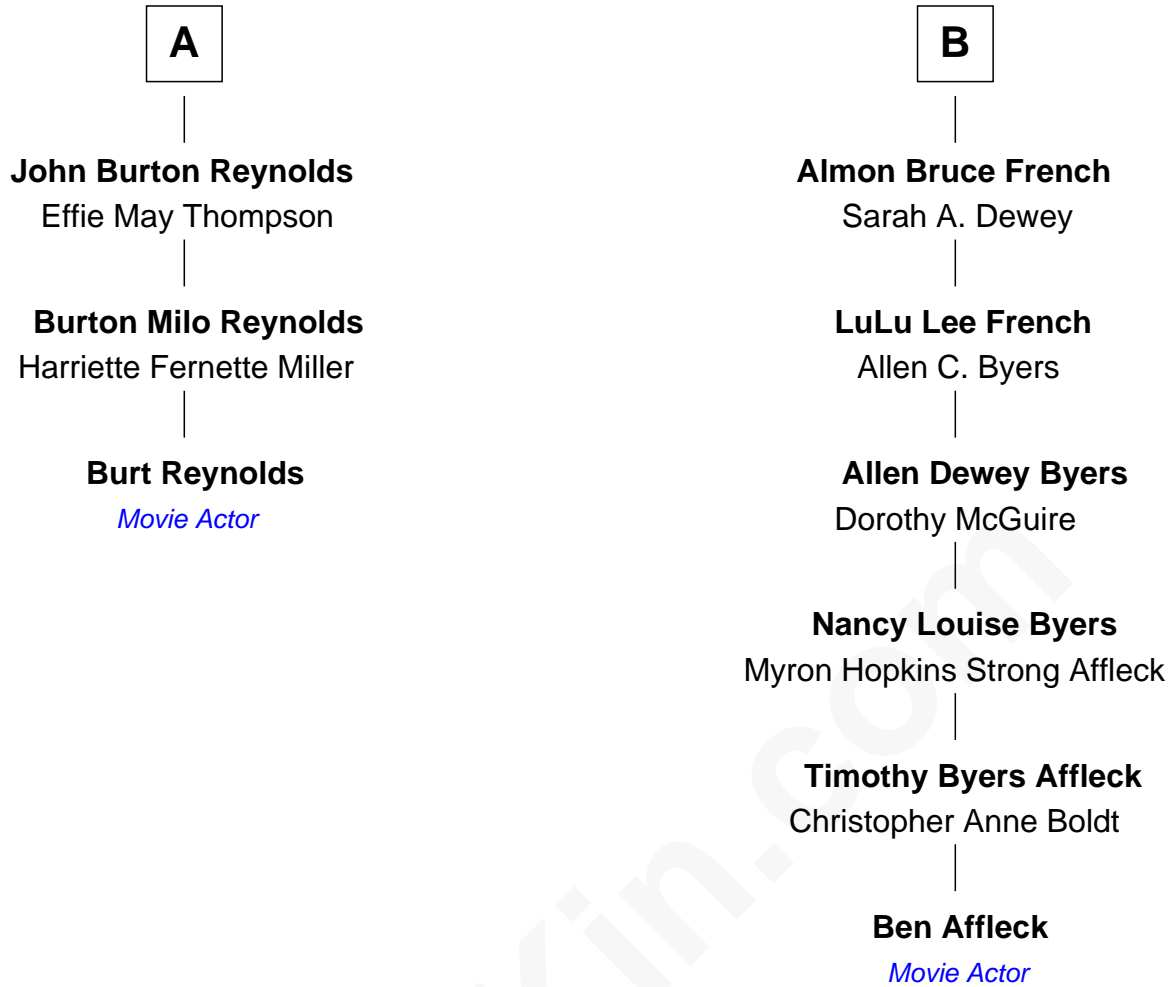 A
John Burton Reynolds
Effie May Thompson
Burton Milo Reynolds
Harriette Fernette Miller
Burt Reynolds
Movie Actor
B
Almon Bruce French
Sarah A. Dewey
LuLu Lee French
Allen C. Byers
Allen Dewey Byers
Dorothy McGuire
Nancy Louise Byers
Myron Hopkins Strong Affleck
Timothy Byers Affleck
Christopher Anne Boldt
Ben Affleck
Movie Actor